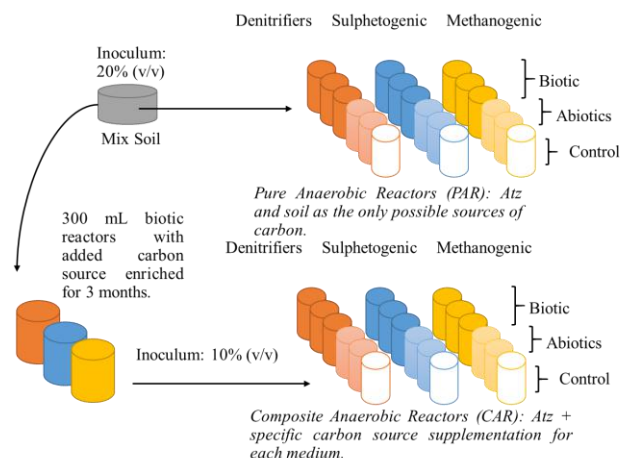 Denitrifiers Sulphetogenic Methanogenic
Inoculum:
20% (v/v)
Mix Soil
Biotic
Abiotics
Control
Pure Anaerobic Reactors (PAR): Atz
and soil as the only possible sources of
carbon.
300 mL biotic
reactors with
added carbon
source enriched
for 3 months.
Denitrifiers Sulphetogenic Methanogenic
Inoculum: 10% (v/v)
Biotic
Abiotics
Control
Composite Anaerobic Reactors (CAR): Atz +
specific carbon source supplementation for
each medium.